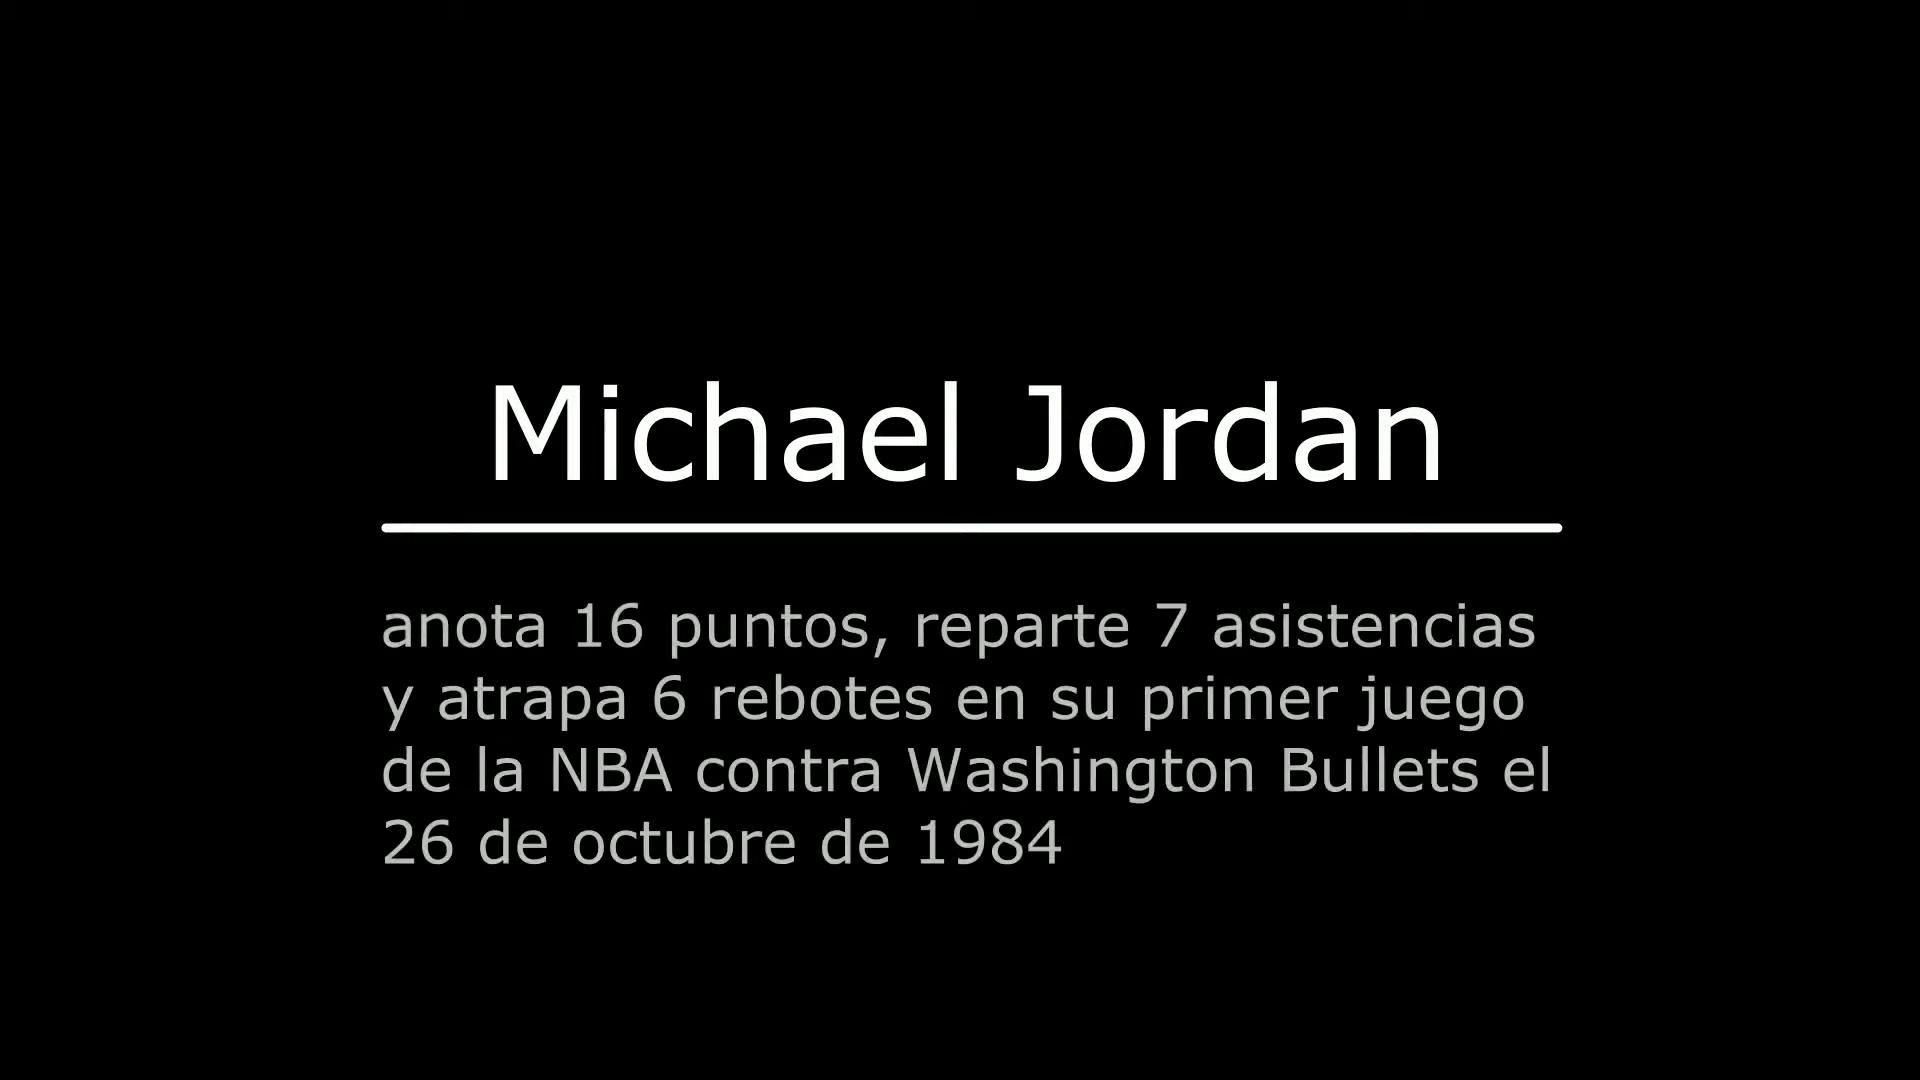 Michael Jordan
anota 16 puntos, reparte 7 asistencias
y atrapa 6 rebotes en su primer juego
de la NBA contra Washington Bullets el
26 de octubre de 1984